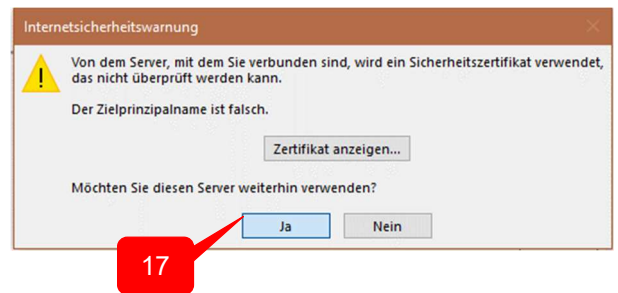 Internetsicherheitswarnung
Von dem Server, mit dem Sie verbunden sind, wird ein Sicherheitszertifikat verwendet,
das nicht überprüft werden kann.
Der Zielprinzipalname ist falsch.
Zertifikat anzeigen...
Möchten Sie diesen Server weiterhin verwenden?
Ja Nein
17